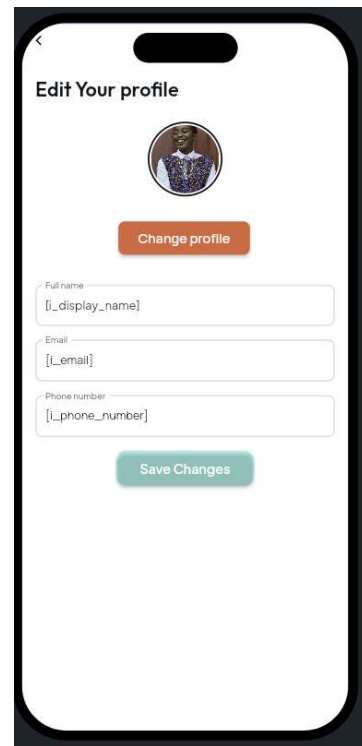 Edit Your profile
Change profile
Full name
[i_display_name]
Email
[i_email]
Phone number
[i_phone_number]
Save Changes